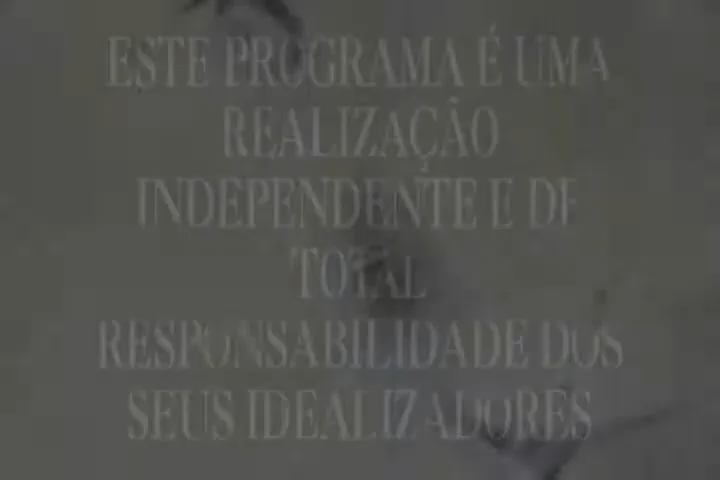 ESTE PROGRAMA É UMA
REALIZAÇÃO
INDEPENDENTE E DE
TOTAL
RESPONSABILIDADE DOS
SEUS IDEALIZADORES